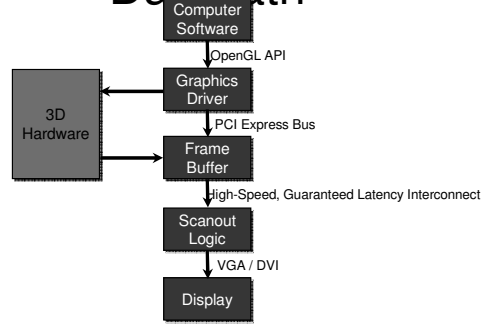 Computer
Software
OpenGL API
Graphics
Driver
3D
Hardware
PCI Express Bus
Frame
Buffer
High-Speed, Guaranteed Latency Interconnect
Scanout
Logic
VGA / DVI
Display